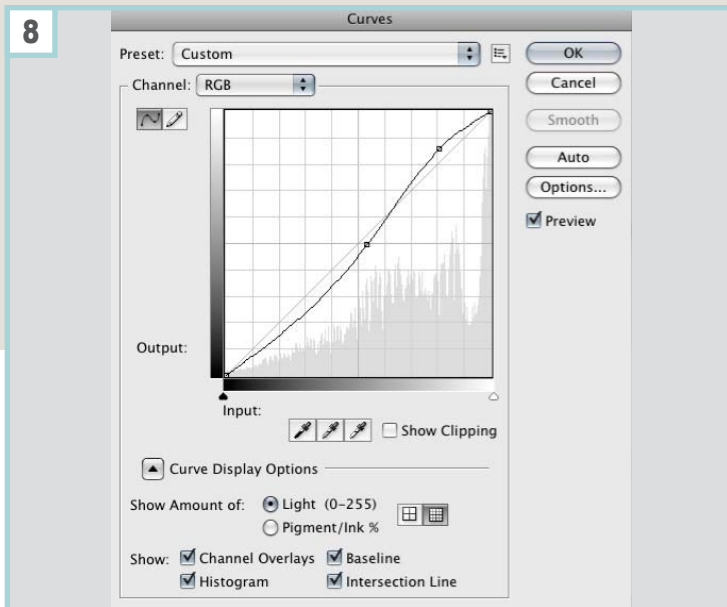 8
Curves
Preset: Custom
OK
Channel: RGB
Cancel
Smooth
Auto
Options...
Preview
Output:
Input:
Show Clipping
Curve Display Options
Show Amount of: Light (0-255)
Pigment/Ink %
Show: Channel Overlays Baseline
Histogram Intersection Line